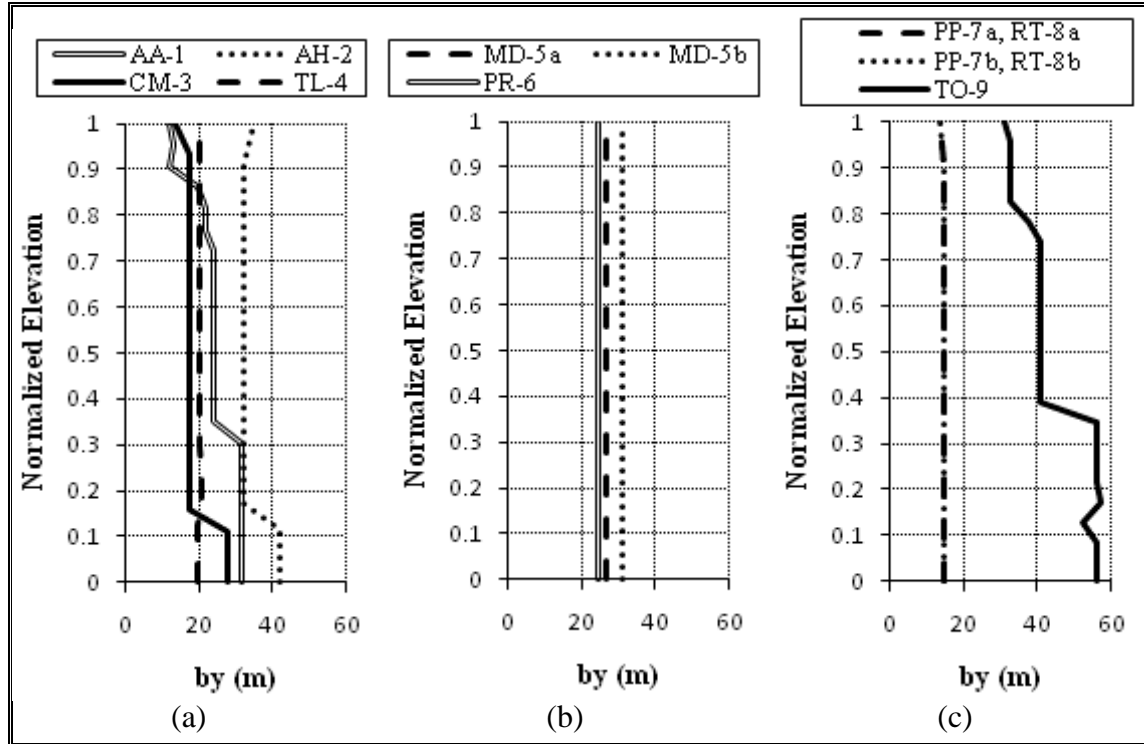 AA-1 AH-2
CM-3 TL-4
Normalized Elevation
1
0.9
0.8
0.7
0.6
0.5
0.4
0.3
0.2
0.1
0
0 20 40 60
by (m)
(a)
MD-5a MD-5b
PR-6
Normalized Elevation
1
0.9
0.8
0.7
0.6
0.5
0.4
0.3
0.2
0.1
0
0 20 40 60
by (m)
(b)
PP-7a, RT-8a
PP-7b, RT-8b
TO-9
Normalized Elevation
1
0.9
0.8
0.7
0.6
0.5
0.4
0.3
0.2
0.1
0
0 20 40 60
by (m)
(c)